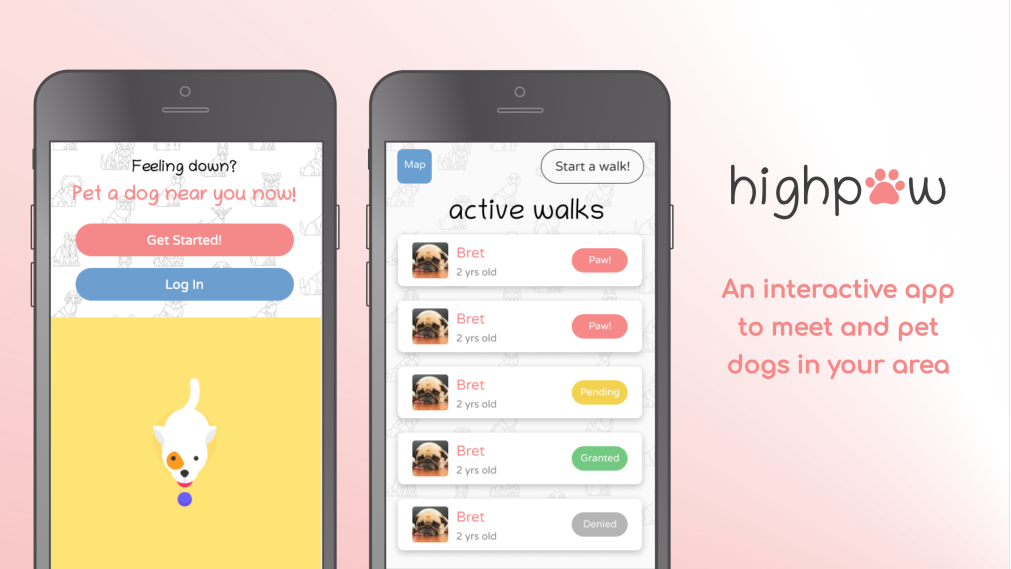 Feeling down?
Pet a dog near you now!
Get Started!
Log In
Map
Start a walk!
active walks
Bret
2 yrs old
Paw!
Bret
2 yrs old
Paw!
Bret
2 yrs old
Pending
Bret
2 yrs old
Granted
Bret
2 yrs old
Denied
highpaw
An interactive app
to meet and pet
dogs in your area